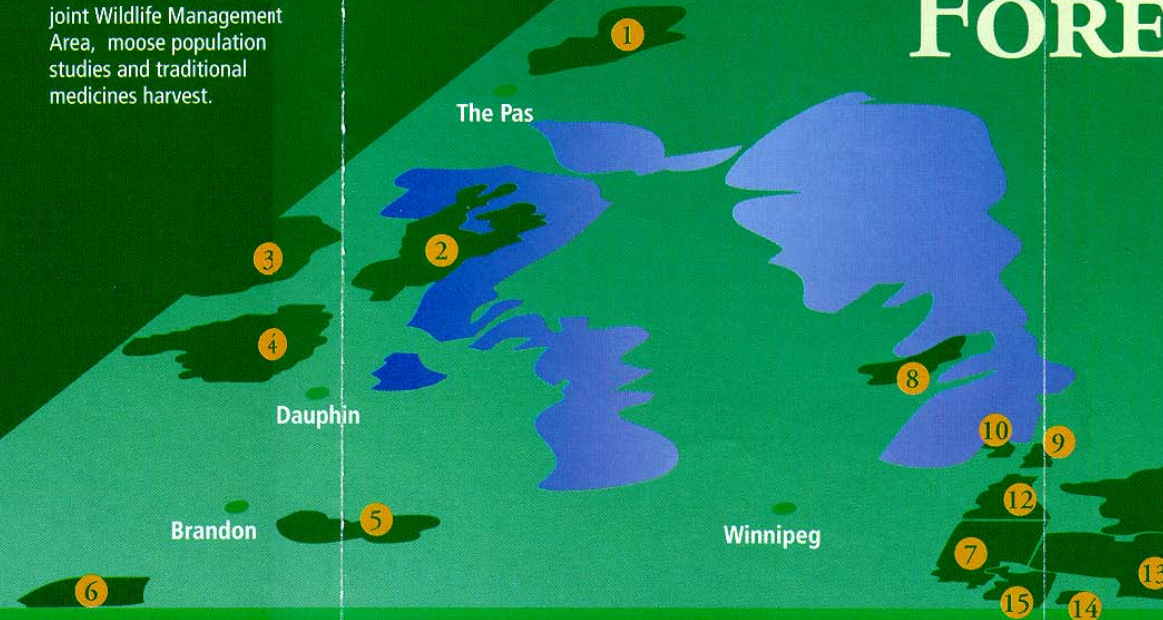 joint Wildlife Management
Area, moose population
studies and traditional
medicines harvest.
FORE
1
The Pas
2
3
4
Dauphin
8
10
9
12
5
Brandon
Winnipeg
7
13
6
15
14